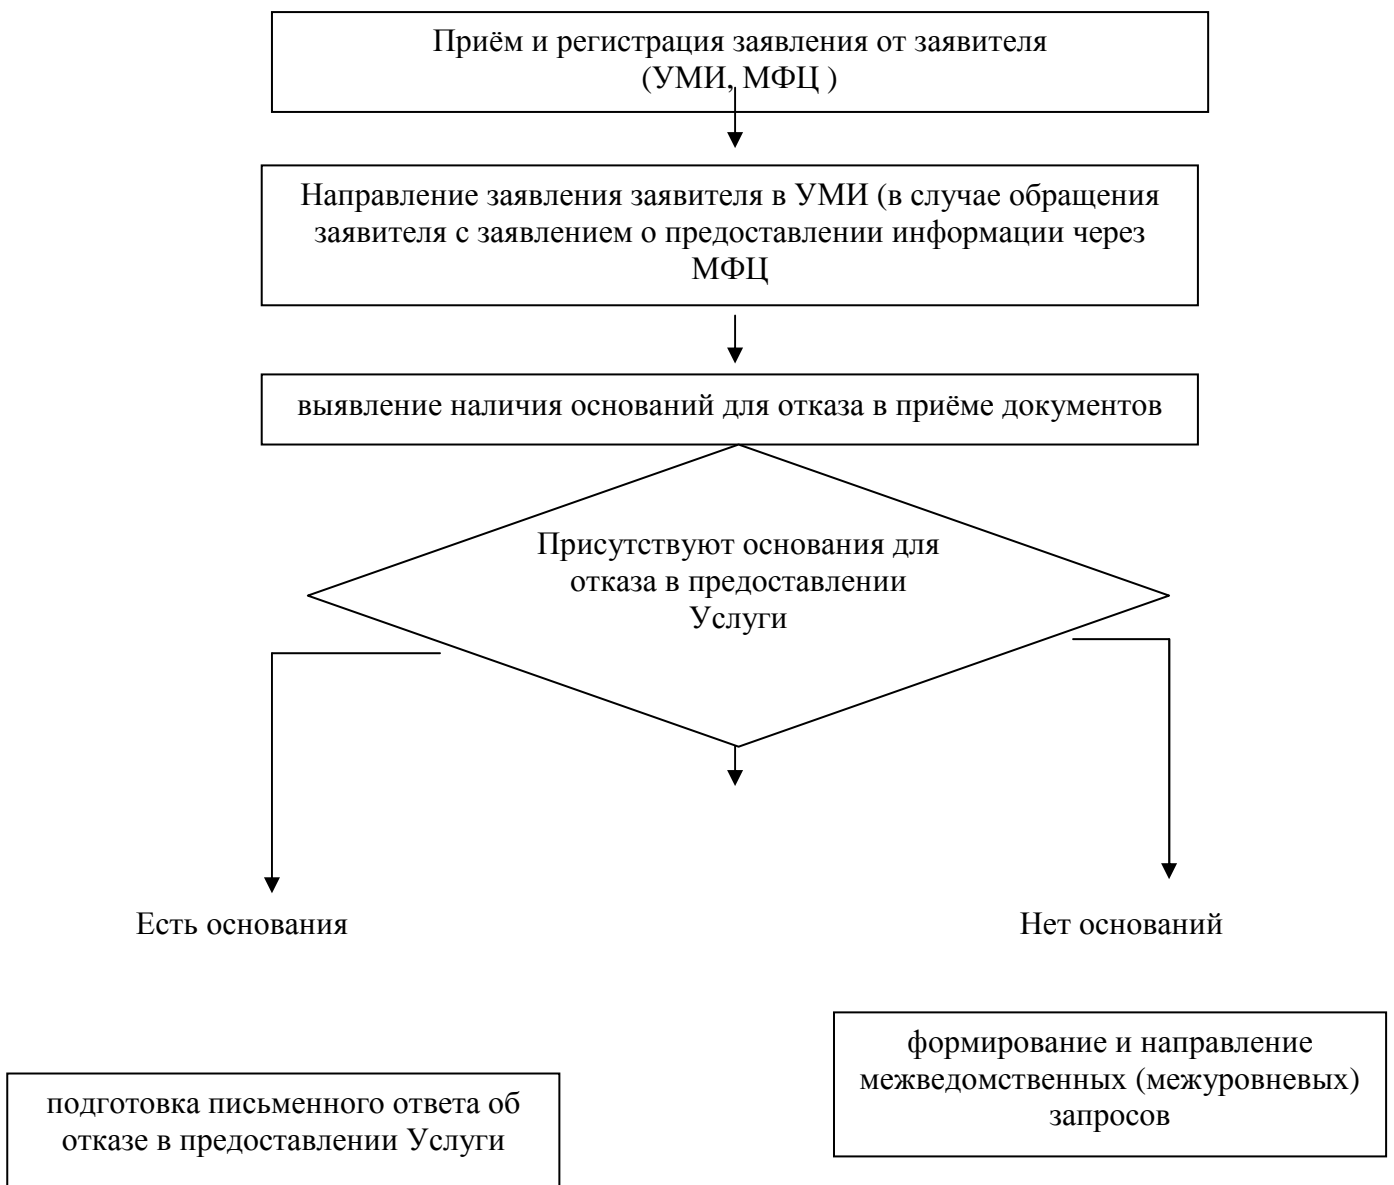 Приём и регистрация заявления от заявителя
(УМИ, МФЦ )
Направление заявления заявителя в УМИ (в случае обращения
заявителя с заявлением о предоставлении информации через
МФЦ
выявление наличия оснований для отказа в приёме документов
Присутствуют основания для
отказа в предоставлении
Услуги
Есть основания
Нет оснований
формирование и направление
межведомственных (межуровневых)
запросов
подготовка письменного ответа об
отказе в предоставлении Услуги